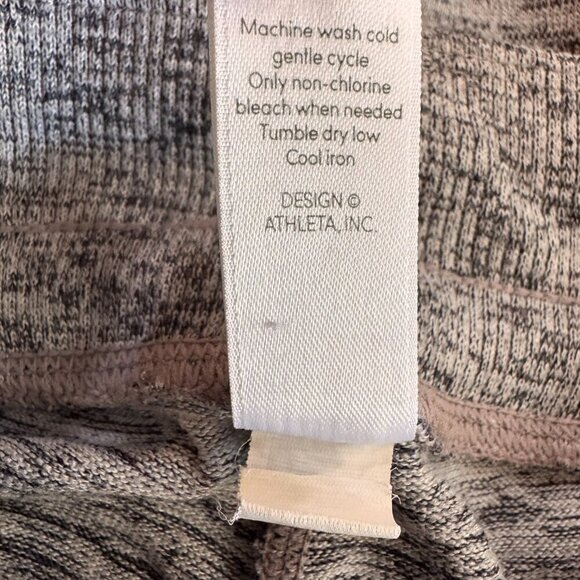 Machine wash cold
gentle cycle
Only non-chlorine
bleach when needed
Tumble dry low
Cool iron
DESIGN ©
ATHLETA, INC.